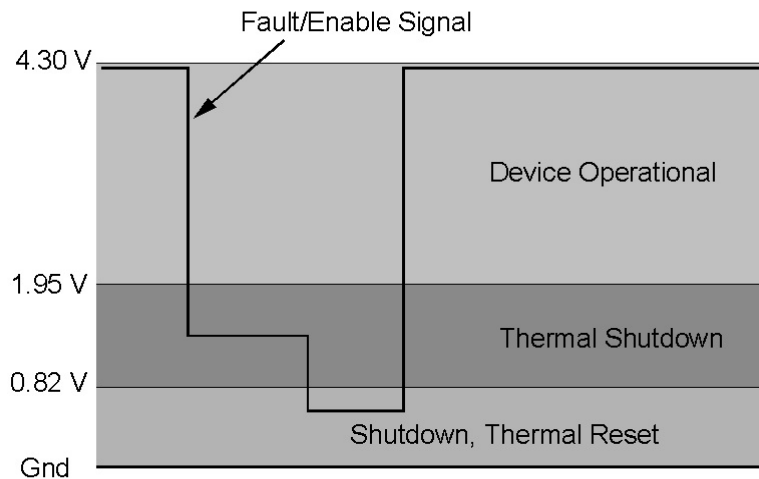 Fault/Enable Signal
4.30 V
Device Operational
1.95 V
Thermal Shutdown
0.82 V
Shutdown, Thermal Reset
Gnd